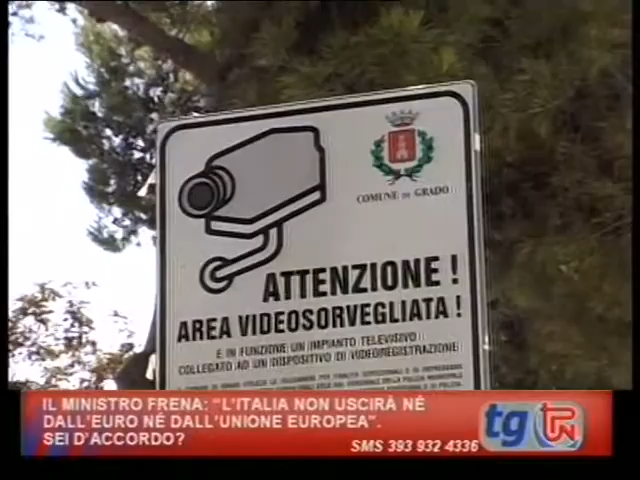 COMUNE DI GRADO
ATTENZIONE !
AREA VIDEOSORVEGLIATA !
E IN FUNZIONE UN IMPIANTO TELEVISIVO
COLLEGATO AD UN DISPOSITIVO DI VIDEOREGISTRAZIONE
IL MINISTRO FRENA: “L'ITALIA NON USCIRÀ NÉ
DALL'EURO NÉ DALL'UNIONE EUROPEA”.
SEI D'ACCORDO?
SMS 393 932 4336
tg TPN